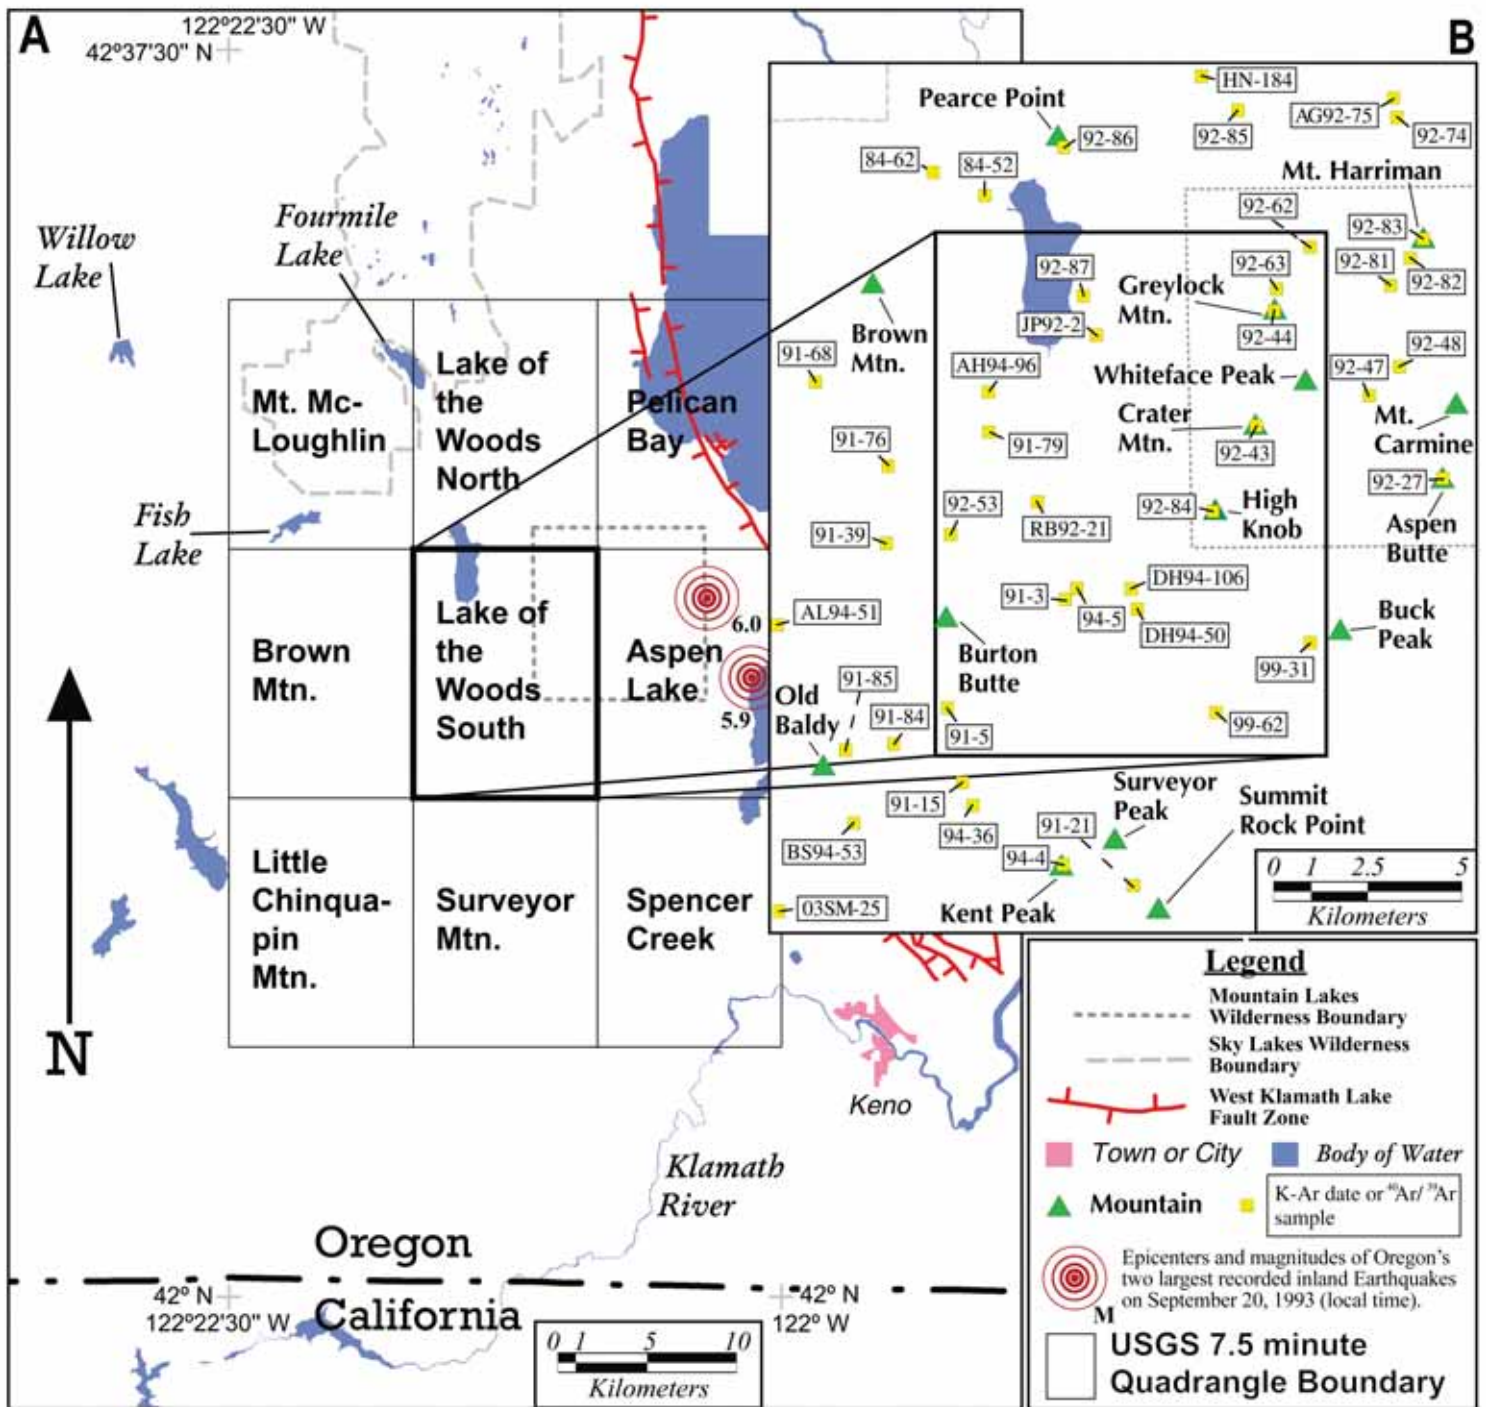 A
122º22'30" W
42º37'30" N
Willow
Lake
Fourmile
Lake
Fish
Lake
Mt. Mc-
Loughlin
Lake of
the
Woods
North
Pelican
Bay
Brown
Mtn.
Lake of
the
Woods
South
Aspen
Lake
6.0
5.9
Little
Chinqua-
pin
Mtn.
Surveyor
Mtn.
Spencer
Creek
N
Keno
Klamath
River
Oregon
California
42º N
122º22'30" W
42º N
122º W
0 1 5 10
Kilometers
B
HN-184
Pearce Point
AG92-75
92-86
92-85
92-74
84-62
84-52
Mt. Harriman
92-62
92-83
92-87
92-63
92-81
92-82
Greylock
Mtn.
JP92-2
92-44
Brown
Mtn.
91-68
AH94-96
Whiteface Peak
92-47
92-48
Crater
Mtn.
Mt.
Carmine
91-76
91-79
92-43
92-27
92-53
RB92-21
92-84
High
Knob
Aspen
Butte
91-39
91-3
94-5
DH94-106
DH94-50
AL94-51
Buck
Peak
Burton
Butte
99-31
91-85
Old
Baldy
91-84
91-5
99-62
91-15
94-36
91-21
Surveyor
Peak
Summit
Rock Point
BS94-53
94-4
03SM-25
Kent Peak
0 1 2.5 5
Kilometers
Legend
Mountain Lakes
Wilderness Boundary
Sky Lakes Wilderness
Boundary
West Klamath Lake
Fault Zone
Town or City
Body of Water
Mountain
K-Ar date or ⁴⁰Ar/ ³⁹Ar
sample
Epicenters and magnitudes of Oregon's
two largest recorded inland Earthquakes
on September 20, 1993 (local time).
M
USGS 7.5 minute
Quadrangle Boundary